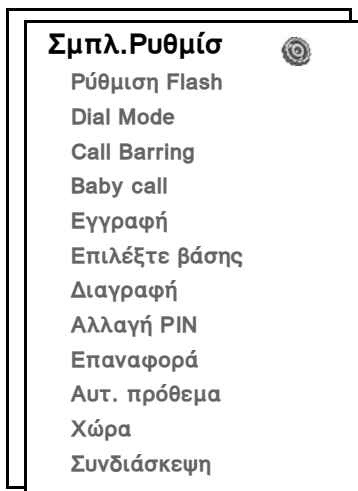 Σμπλ.Ρυθμίσ
Ρύθμιση Flash
Dial Mode
Call Barring
Baby call
Εγγραφή
Επιλέξτε βάσης
Διαγραφή
Αλλαγή PIN
Επαναφορά
Αυτ. πρόθεμα
Χώρα
Συνδιάσκεψη